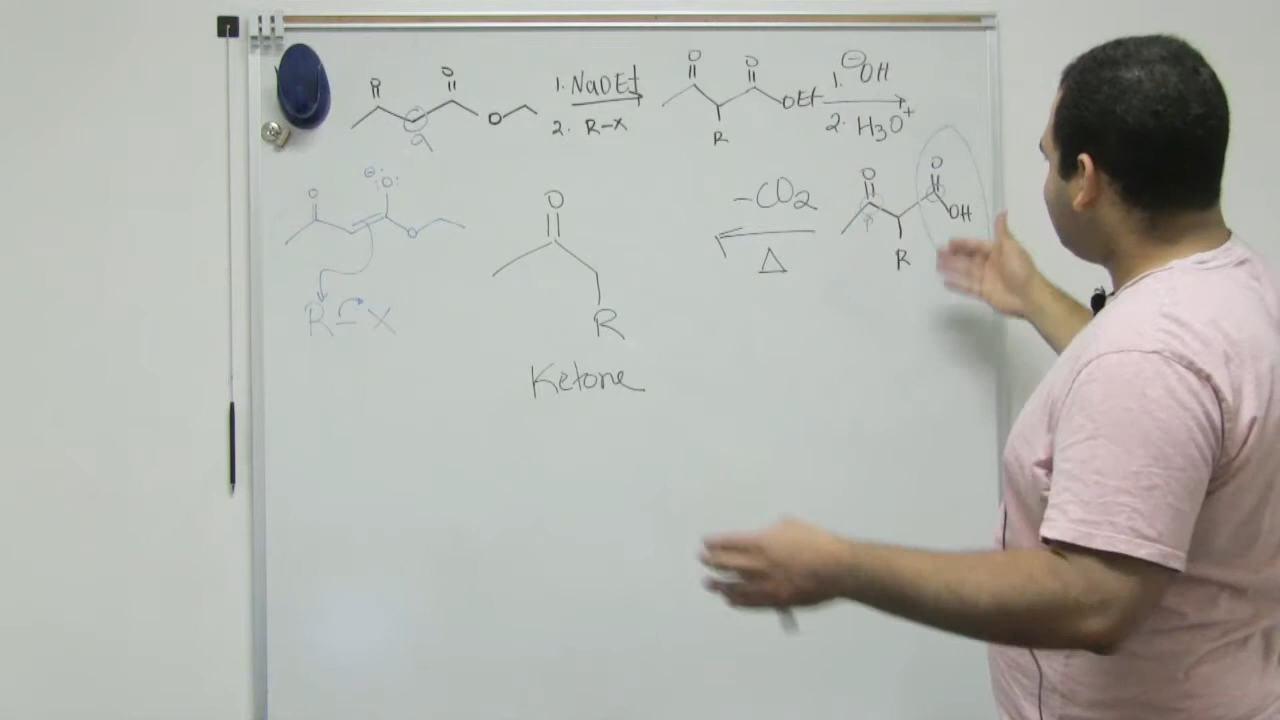 O O 1. NaOEt O O 1. ⊖OH
O 2. R-X OEt 2. H3O+
a R
⊖ :O: O O
O -CO2 OH
O O Δ β R
R-X R
Ketone